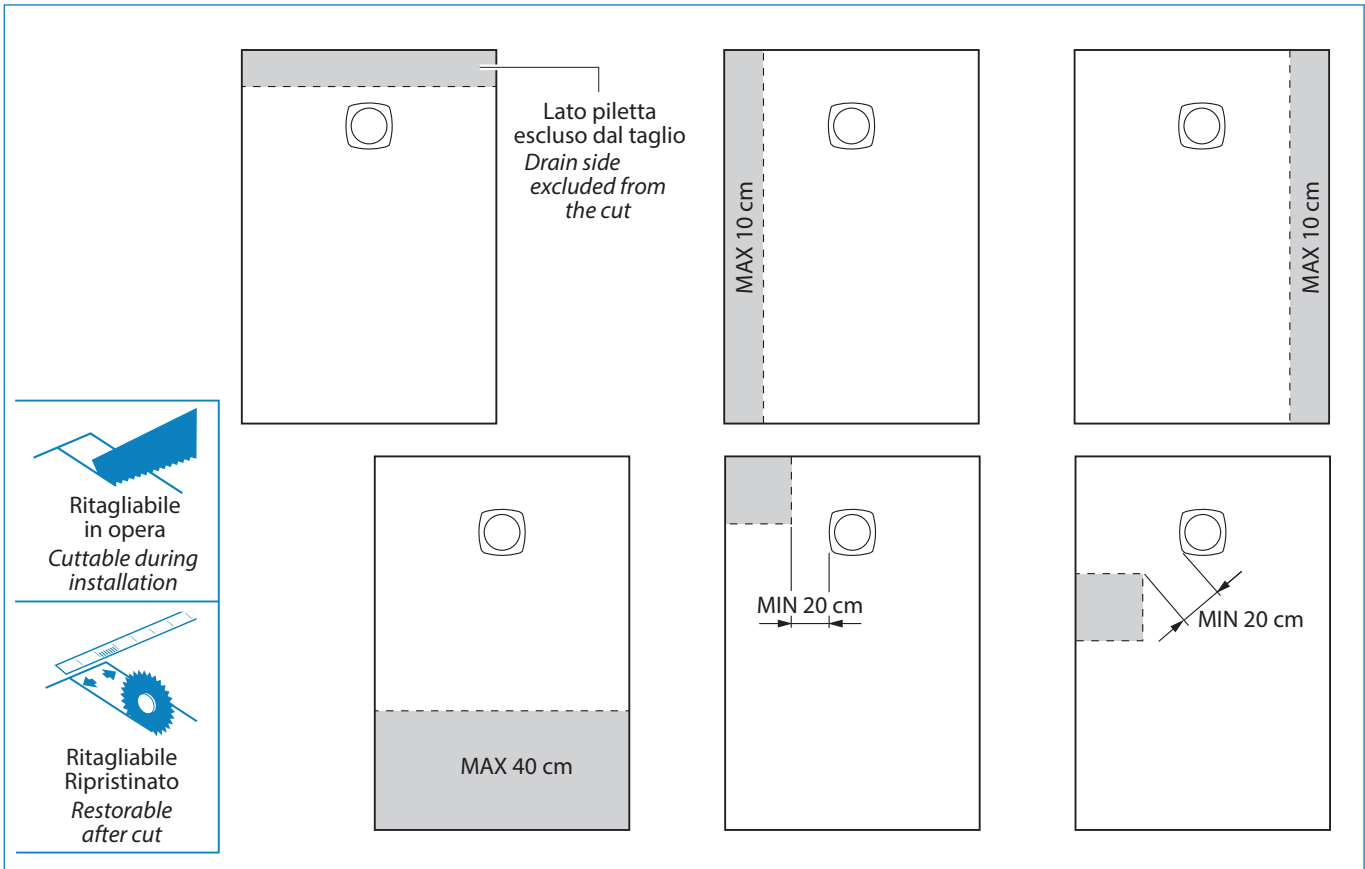 Lato piletta
escluso dal taglio
Drain side
excluded from
the cut
MAX 10 cm
MAX 10 cm
Ritagliabile
in opera
Cuttable during
installation
Ritagliabile
Ripristinato
Restorable
after cut
MAX 40 cm
MIN 20 cm
MIN 20 cm